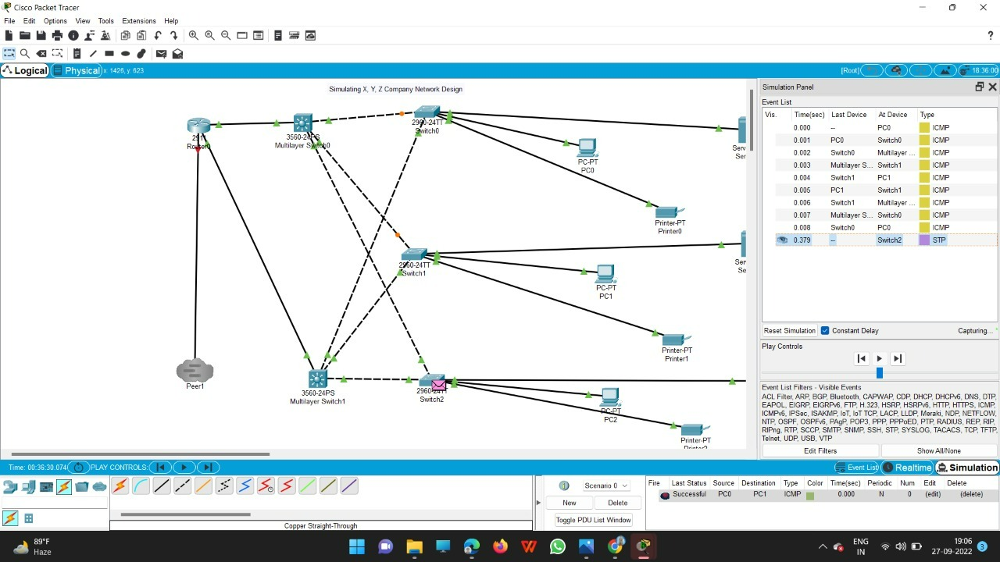 Cisco Packet Tracer
File Edit Options View Tools Extensions Help
?
Logical Physical x: 1426, y: 623 [Root] 18:36:00
Simulating X, Y, Z Company Network Design
Router0
3560-24PS
Multilayer Switch0
2960-24TT
Switch0
PC-PT
PC0
Printer-PT
Printer0
2960-24TT
Switch1
PC-PT
PC1
Printer-PT
Printer1
Peer1
3560-24PS
Multilayer Switch1
Switch2
PC-PT
PC2
Printer-PT
Simulation Panel
Event List
Vis. Time(sec) Last Device At Device Type
0.000 -- PC0 ICMP
0.001 PC0 Switch0 ICMP
0.002 Switch0 Multilayer ... ICMP
0.003 Multilayer S... Switch1 ICMP
0.004 Switch1 PC1 ICMP
0.005 PC1 Switch1 ICMP
0.006 Switch1 Multilayer ... ICMP
0.007 Multilayer S... Switch0 ICMP
0.008 Switch0 PC0 ICMP
0.379 -- Switch2 STP
Reset Simulation Constant Delay Capturing...
Play Controls
Event List Filters - Visible Events
ACL Filter, ARP, BGP, Bluetooth, CAPWAP, CDP, DHCP, DHCPv6, DNS, DTP,
EAPOL, EIGRP, EIGRPv6, FTP, H.323, HSRP, HSRPv6, HTTP, HTTPS, ICMP,
ICMPv6, IPSec, ISAKMP, IoT, IoT TCP, LACP, LLDP, Meraki, NDP, NETFLOW,
NTP, OSPF, OSPFv6, PAgP, POP3, PPP, PPPoED, PTP, RADIUS, REP, RIP,
RIPng, RTP, SCCP, SMTP, SNMP, SSH, STP, SYSLOG, TACACS, TCP, TFTP,
Telnet, UDP, USB, VTP
Edit Filters Show All/None
Time: 00:36:30.074 PLAY CONTROLS: Event List Realtime Simulation
Copper Straight-Through
Scenario 0
New Delete
Toggle PDU List Window
Fire Last Status Source Destination Type Color Time(sec) Periodic Num Edit Delete
Successful PC0 PC1 ICMP 0.000 N 0 (edit) (delete)
89°F
Haze
ENG
IN
19:06
27-09-2022
3